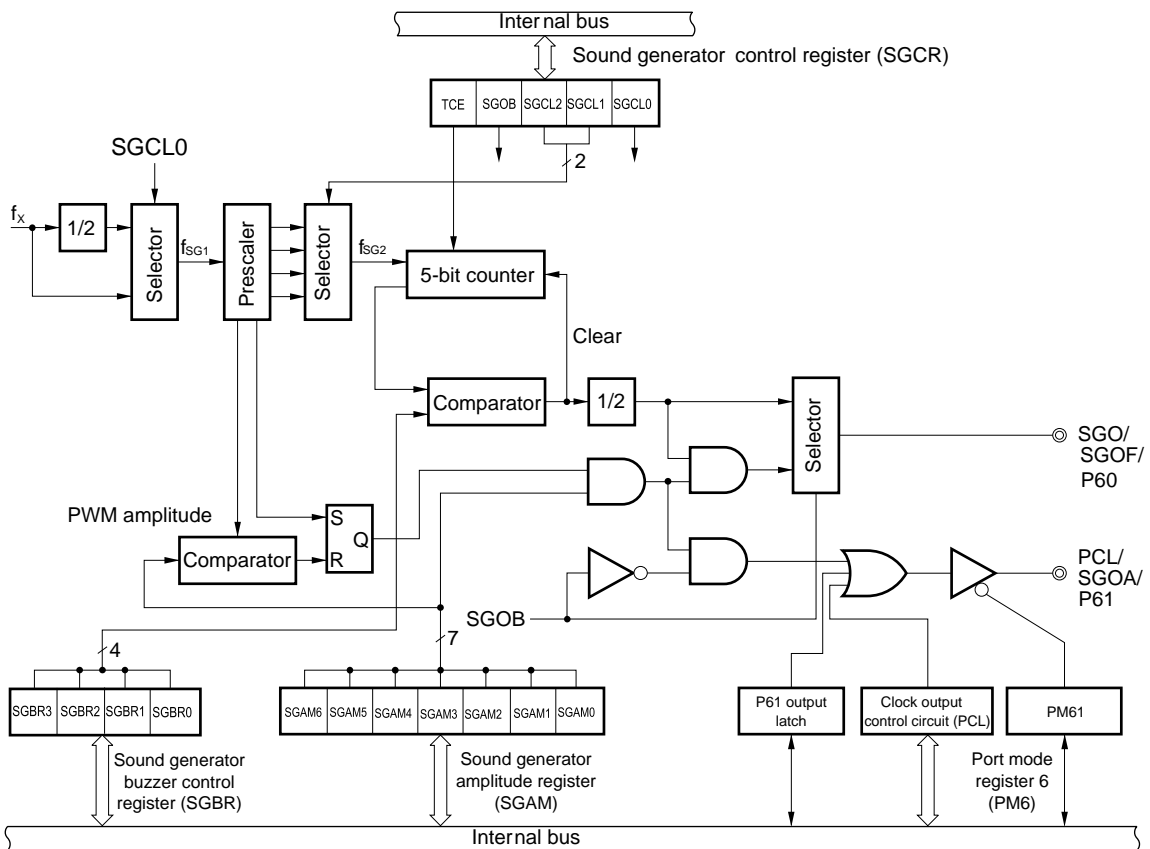 Internal bus
Sound generator control register (SGCR)
TCE SGOB SGCL2 SGCL1 SGCL0
2
SGCL0
fX
1/2
Selector
fSG1
Prescaler
Selector
fSG2
5-bit counter
Clear
Comparator
1/2
Selector
SGO/
SGOF/
P60
PWM amplitude
S
Q
R
Comparator
PCL/
SGOA/
P61
SGOB
4
7
SGBR3 SGBR2 SGBR1 SGBR0
SGAM6 SGAM5 SGAM4 SGAM3 SGAM2 SGAM1 SGAM0
P61 output
latch
Clock output
control circuit (PCL)
PM61
Sound generator
buzzer control
register (SGBR)
Sound generator
amplitude register
(SGAM)
Port mode
register 6
(PM6)
Internal bus